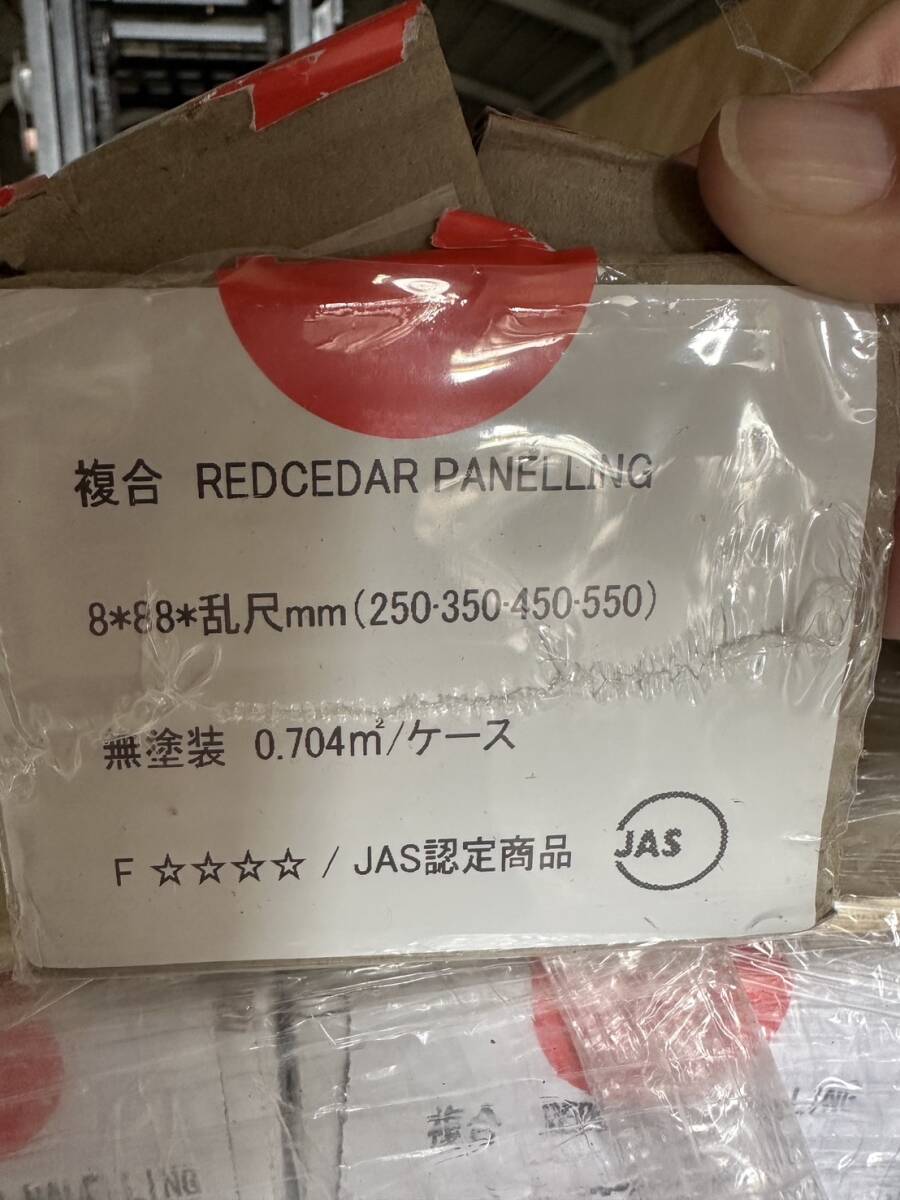 複合 REDCEDAR PANELLING
8*88*乱尺mm(250·350·450·550)
無塗装 0.704㎡/ケース
F ☆☆☆☆ / JAS認定商品 JAS
複合